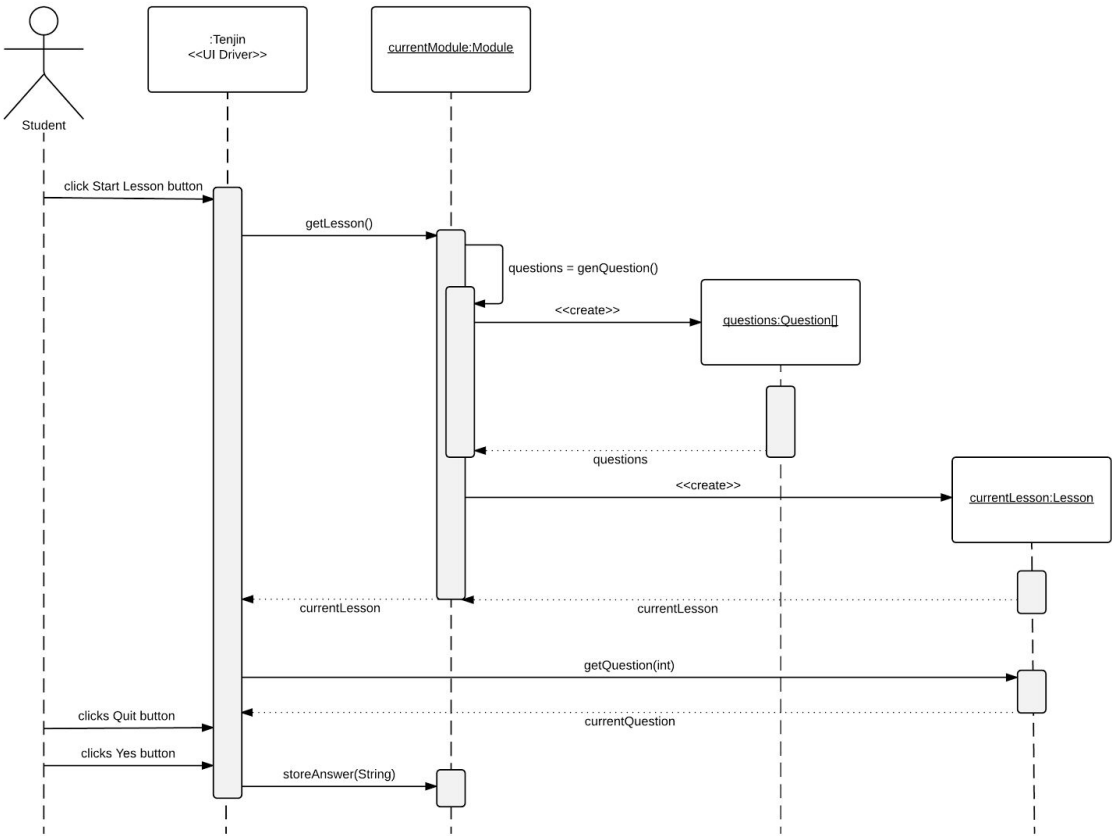 :Tenjin
<<UI Driver>>
currentModule:Module
Student
click Start Lesson button
getLesson()
questions = genQuestion()
<<create>>
questions:Question[]
questions
<<create>>
currentLesson:Lesson
currentLesson
currentLesson
getQuestion(int)
clicks Quit button
currentQuestion
clicks Yes button
storeAnswer(String)